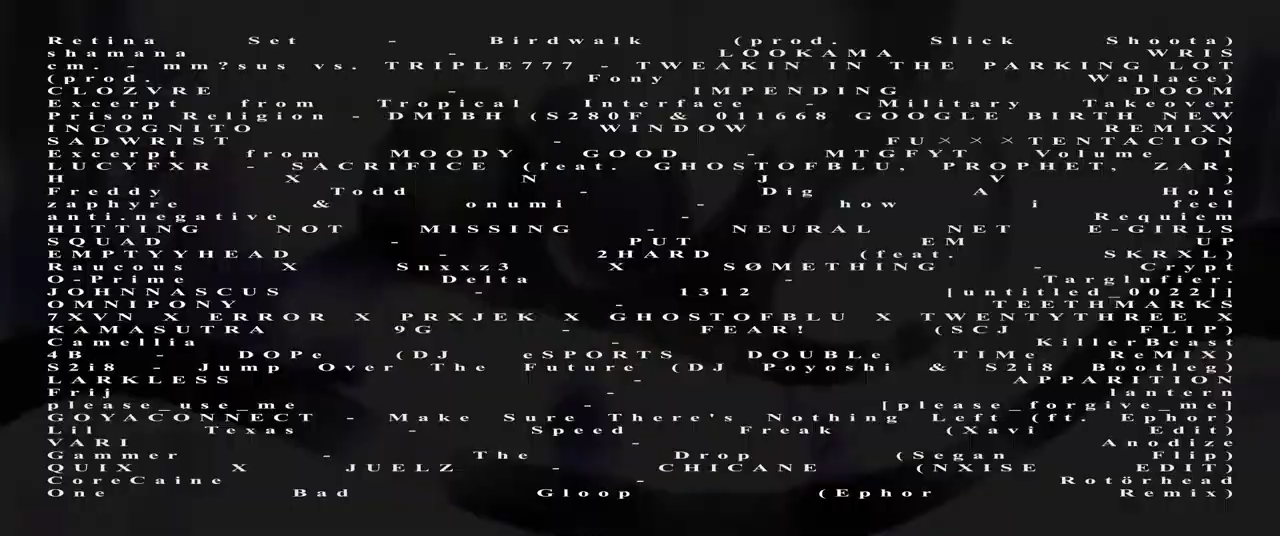 Retina Set - Birdwalk (prod. Slick Shoota)
shamana - LOOKAMA WRIS
cm. - mm?sus vs. TRIPLE777 - TWEAKIN IN THE PARKING LOT
(prod. Fony Wallace)
CLOZVRE - IMPENDING DOOM
Excerpt from Tropical Interface - Military Takeover
Prison Religion - DMIBH (S280F & 011668 GOOGLE BIRTH NEW
INCOGNITO WINDOW REMIX)
SADWRIST - FU×××TENTACION
Excerpt from MOODY GOOD - MTGFYT Volume 1
LUCYFXR - SACRIFICE (feat. GHOSTOFBLU, PROPHET, ZAR,
H X N J V )
Freddy Todd - Dig A Hole
zaphyre & onumi - how i feel
anti.negative - Requiem
HITTING NOT MISSING - NEURAL NET E-GIRLS
SQUAD - PUT EM UP
EMPTYYHEAD - 2HARD (feat. SKRXL)
Raucous X Snxxz3 X SØMETHING - Crypt
O-Prime Delta - Targlufier.
JOHNNASCUS - 1312 [untitled_0022]]
OMNIPONY - TEETHMARKS
7XVN X ERROR X PRXJEK X GHOSTOFBLU X TWENTYTHREE X
KAMASUTRA 9G - FEAR! (SCJ FLIP)
Camellia - KillerBeast
4B - DOPe (DJ eSPORTS DOUBLe TIMe ReMIX)
S2i8 - Jump Over The Future (DJ Poyoshi & S2i8 Bootleg)
LARKLESS - APPARITION
Frij - lantern
please_use_me - [please_forgive_me]
GOYACONNECT - Make Sure There's Nothing Left (ft. Ephor)
Lil Texas - Speed Freak (Xavi Edit)
VARI - Anodize
Gammer - The Drop (Segan Flip)
QUIX X JUELZ - CHICANE (NXISE EDIT)
CoreCaine - Rotörhead
One Bad Gloop (Ephor Remix)